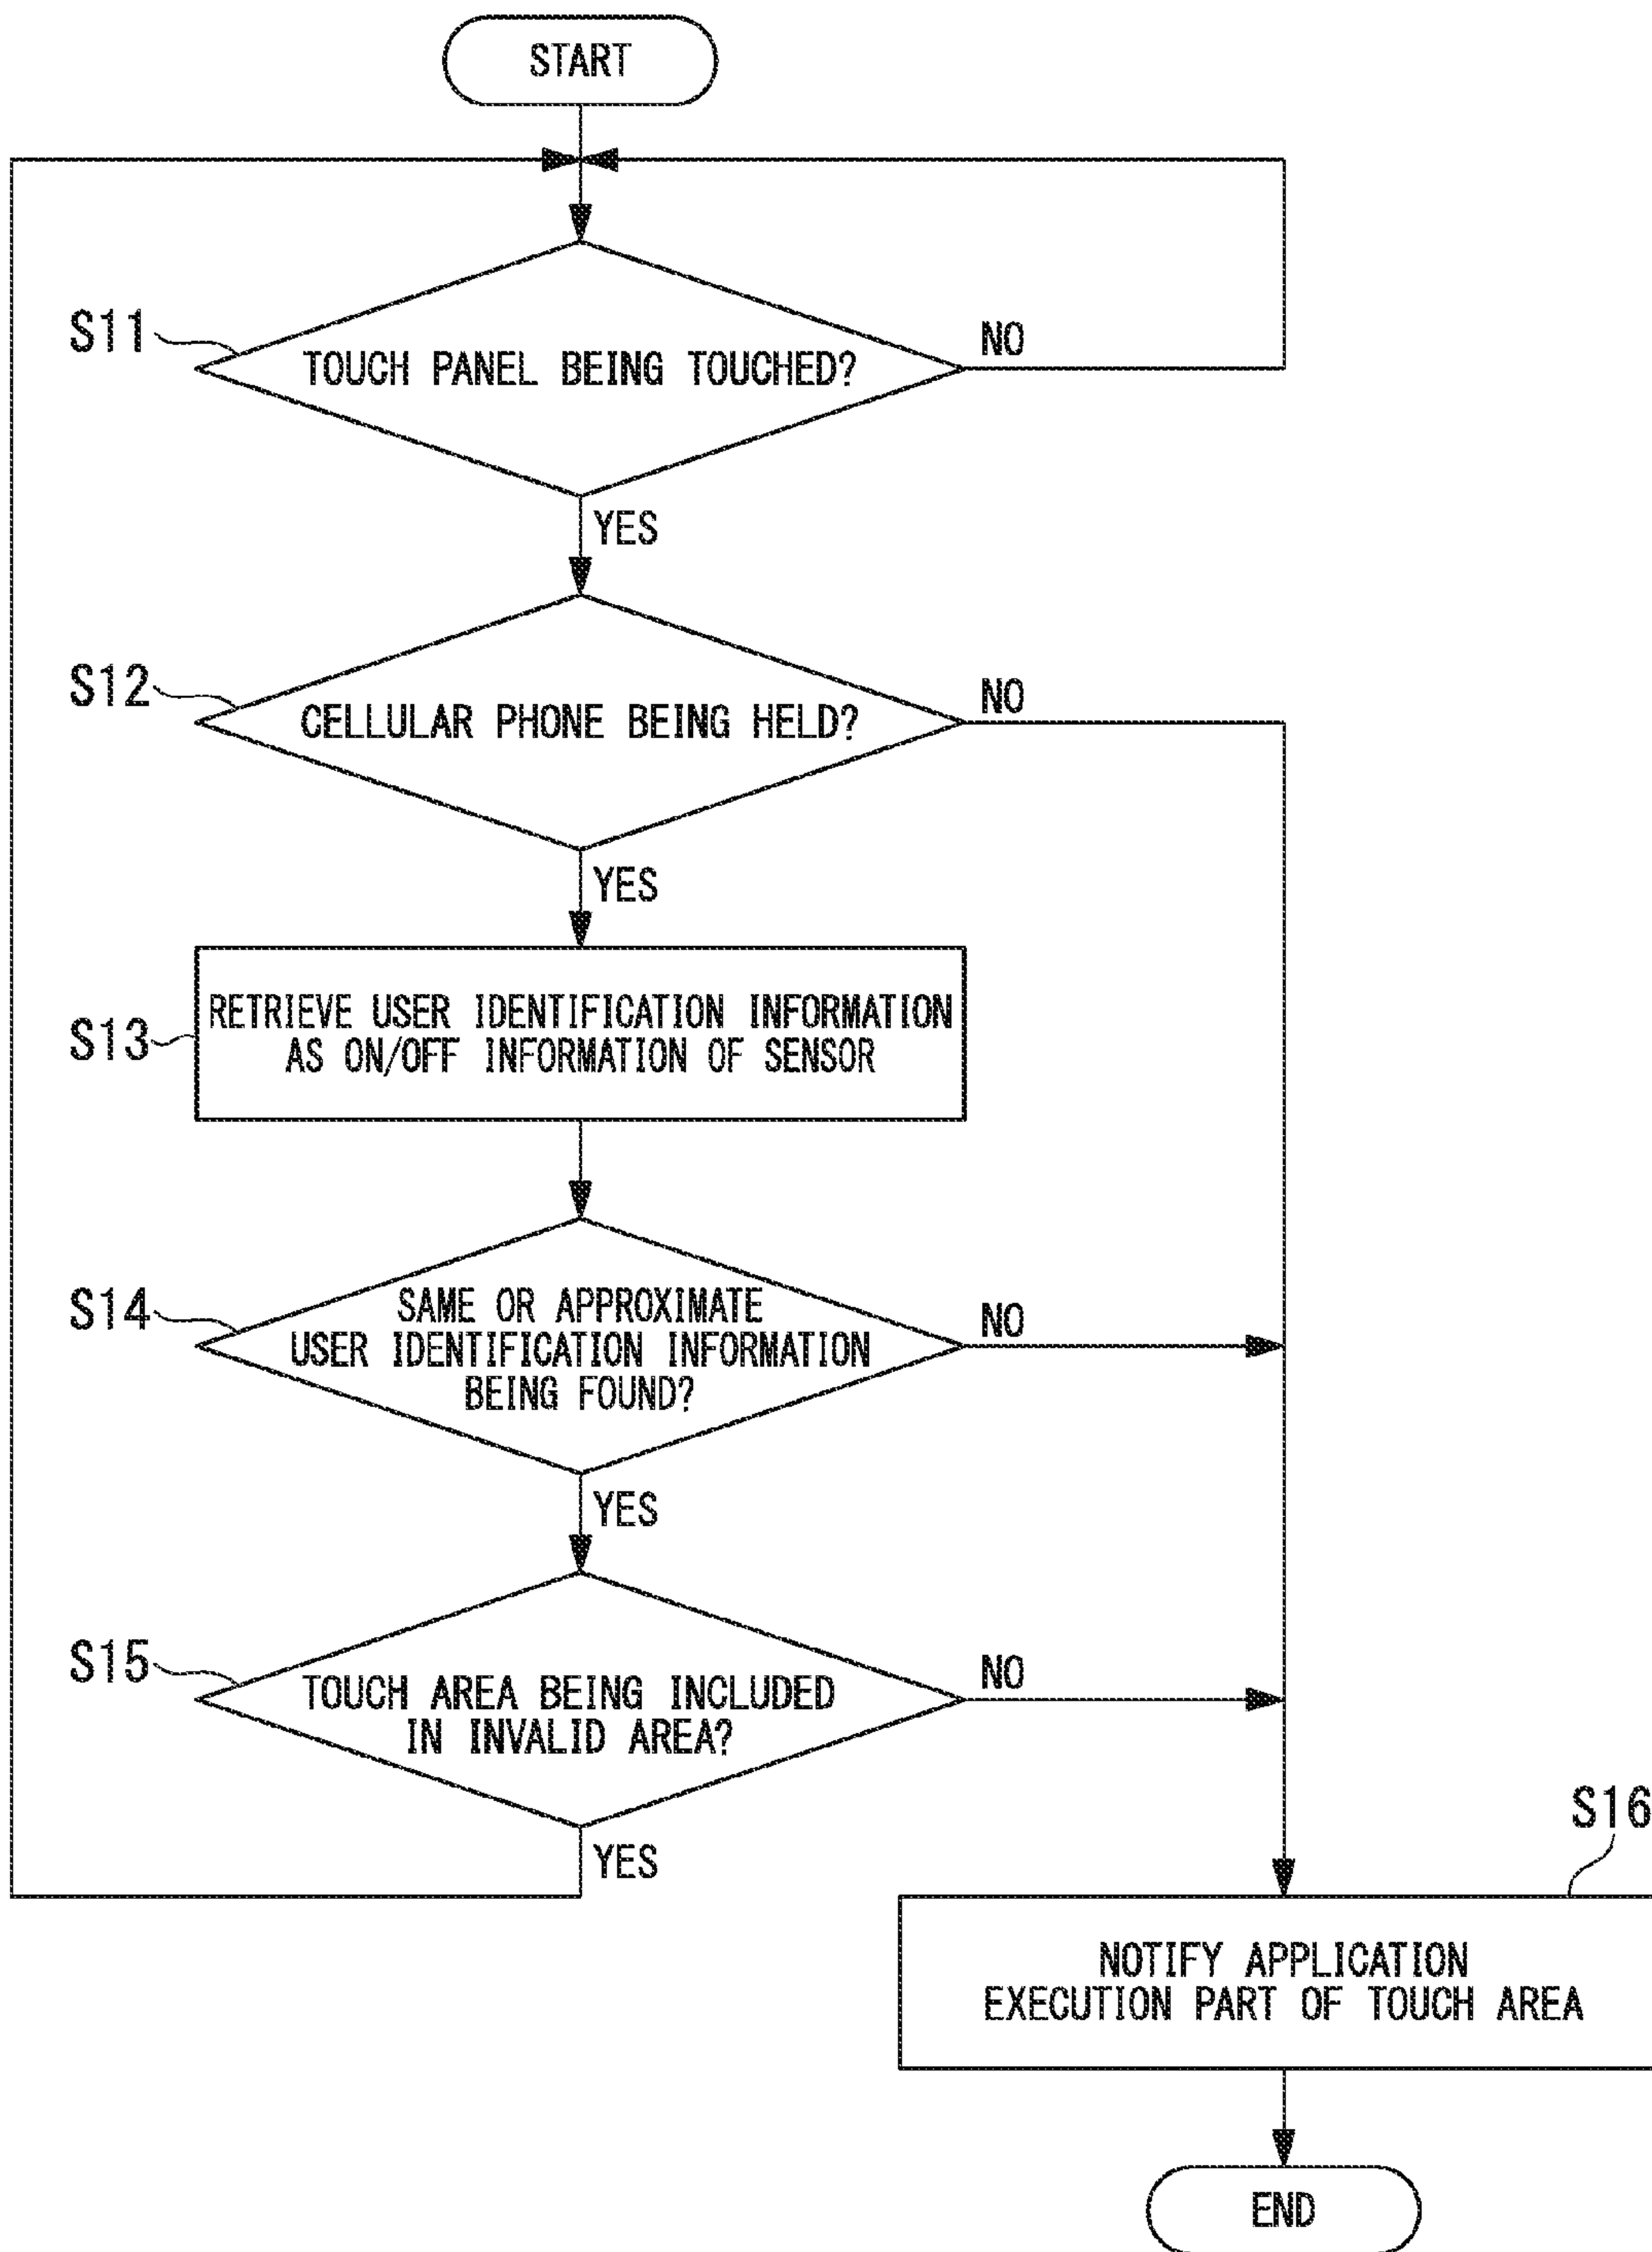 START
S11
TOUCH PANEL BEING TOUCHED?
NO
YES
S12
CELLULAR PHONE BEING HELD?
NO
YES
S13
RETRIEVE USER IDENTIFICATION INFORMATION
AS ON/OFF INFORMATION OF SENSOR
S14
SAME OR APPROXIMATE
USER IDENTIFICATION INFORMATION
BEING FOUND?
NO
YES
S15
TOUCH AREA BEING INCLUDED
IN INVALID AREA?
NO
YES
S16
NOTIFY APPLICATION
EXECUTION PART OF TOUCH AREA
END